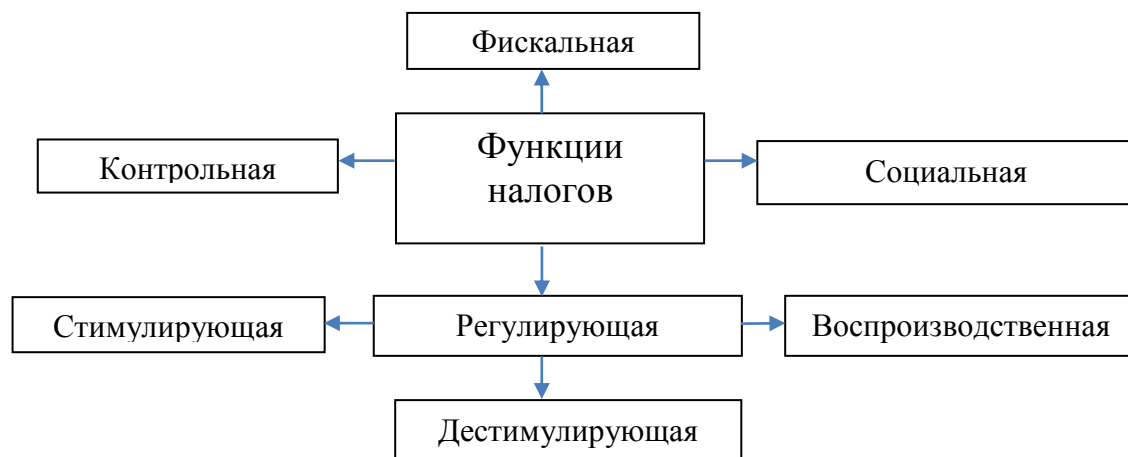 Фискальная
Функции
налогов
Контрольная
Социальная
Стимулирующая
Регулирующая
Воспроизводственная
Дестимулирующая